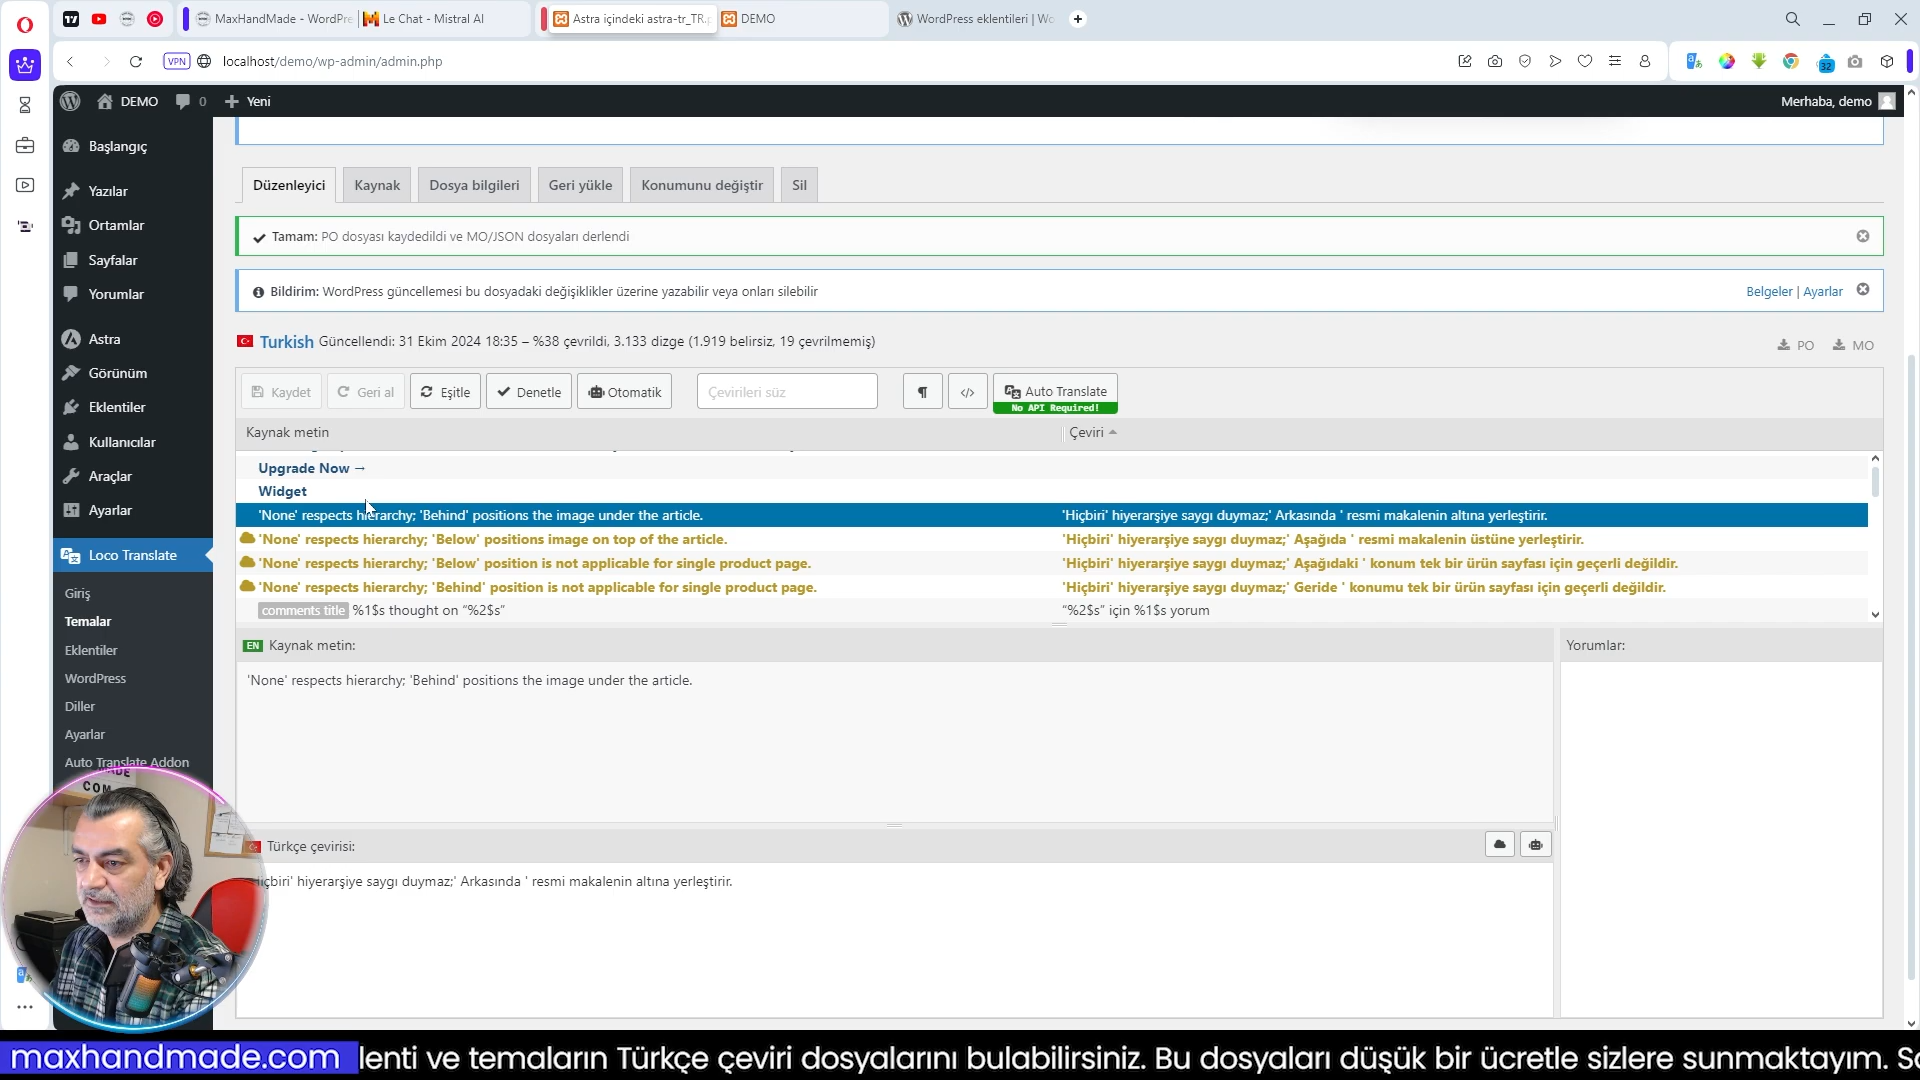 MaxHandMade - WordPre
Le Chat - Mistral AI
Astra içindeki astra-tr_TR.p
DEMO
WordPress eklentileri | Wo
VPN
localhost/demo/wp-admin/admin.php
32
DEMO
0
Yeni
Merhaba, demo
Başlangıç
Yazılar
Ortamlar
Sayfalar
Yorumlar
Astra
Görünüm
Eklentiler
Kullanıcılar
Araçlar
Ayarlar
Loco Translate
Giriş
Temalar
Eklentiler
WordPress
Diller
Ayarlar
Auto Translate Addon
Düzenleyici
Kaynak
Dosya bilgileri
Geri yükle
Konumunu değiştir
Sil
Tamam: PO dosyası kaydedildi ve MO/JSON dosyaları derlendi
Bildirim: WordPress güncellemesi bu dosyadaki değişiklikler üzerine yazabilir veya onları silebilir
Belgeler | Ayarlar
Turkish Güncellendi: 31 Ekim 2024 18:35 – %38 çevrildi, 3.133 dizge (1.919 belirsiz, 19 çevrilmemiş)
PO
MO
Kaydet
Geri al
Eşitle
Denetle
Otomatik
Çevirileri süz
¶
</>
Auto Translate
No API Required!
Kaynak metin
Çeviri
Upgrade Now →
Widget
'None' respects hierarchy; 'Behind' positions the image under the article.
'Hiçbiri' hiyerarşiye saygı duymaz;' Arkasında ' resmi makalenin altına yerleştirir.
'None' respects hierarchy; 'Below' positions image on top of the article.
'Hiçbiri' hiyerarşiye saygı duymaz;' Aşağıda ' resmi makalenin üstüne yerleştirir.
'None' respects hierarchy; 'Below' position is not applicable for single product page.
'Hiçbiri' hiyerarşiye saygı duymaz;' Aşağıdaki ' konum tek bir ürün sayfası için geçerli değildir.
'None' respects hierarchy; 'Behind' position is not applicable for single product page.
'Hiçbiri' hiyerarşiye saygı duymaz;' Geride ' konumu tek bir ürün sayfası için geçerli değildir.
comments title %1$s thought on “%2$s”
“%2$s” için %1$s yorum
EN Kaynak metin:
Yorumlar:
'None' respects hierarchy; 'Behind' positions the image under the article.
Türkçe çevirisi:
içbiri' hiyerarşiye saygı duymaz;' Arkasında ' resmi makalenin altına yerleştirir.
COM
maxhandmade.com
lenti ve temaların Türkçe çeviri dosyalarını bulabilirsiniz. Bu dosyaları düşük bir ücretle sizlere sunmaktayım. Sa